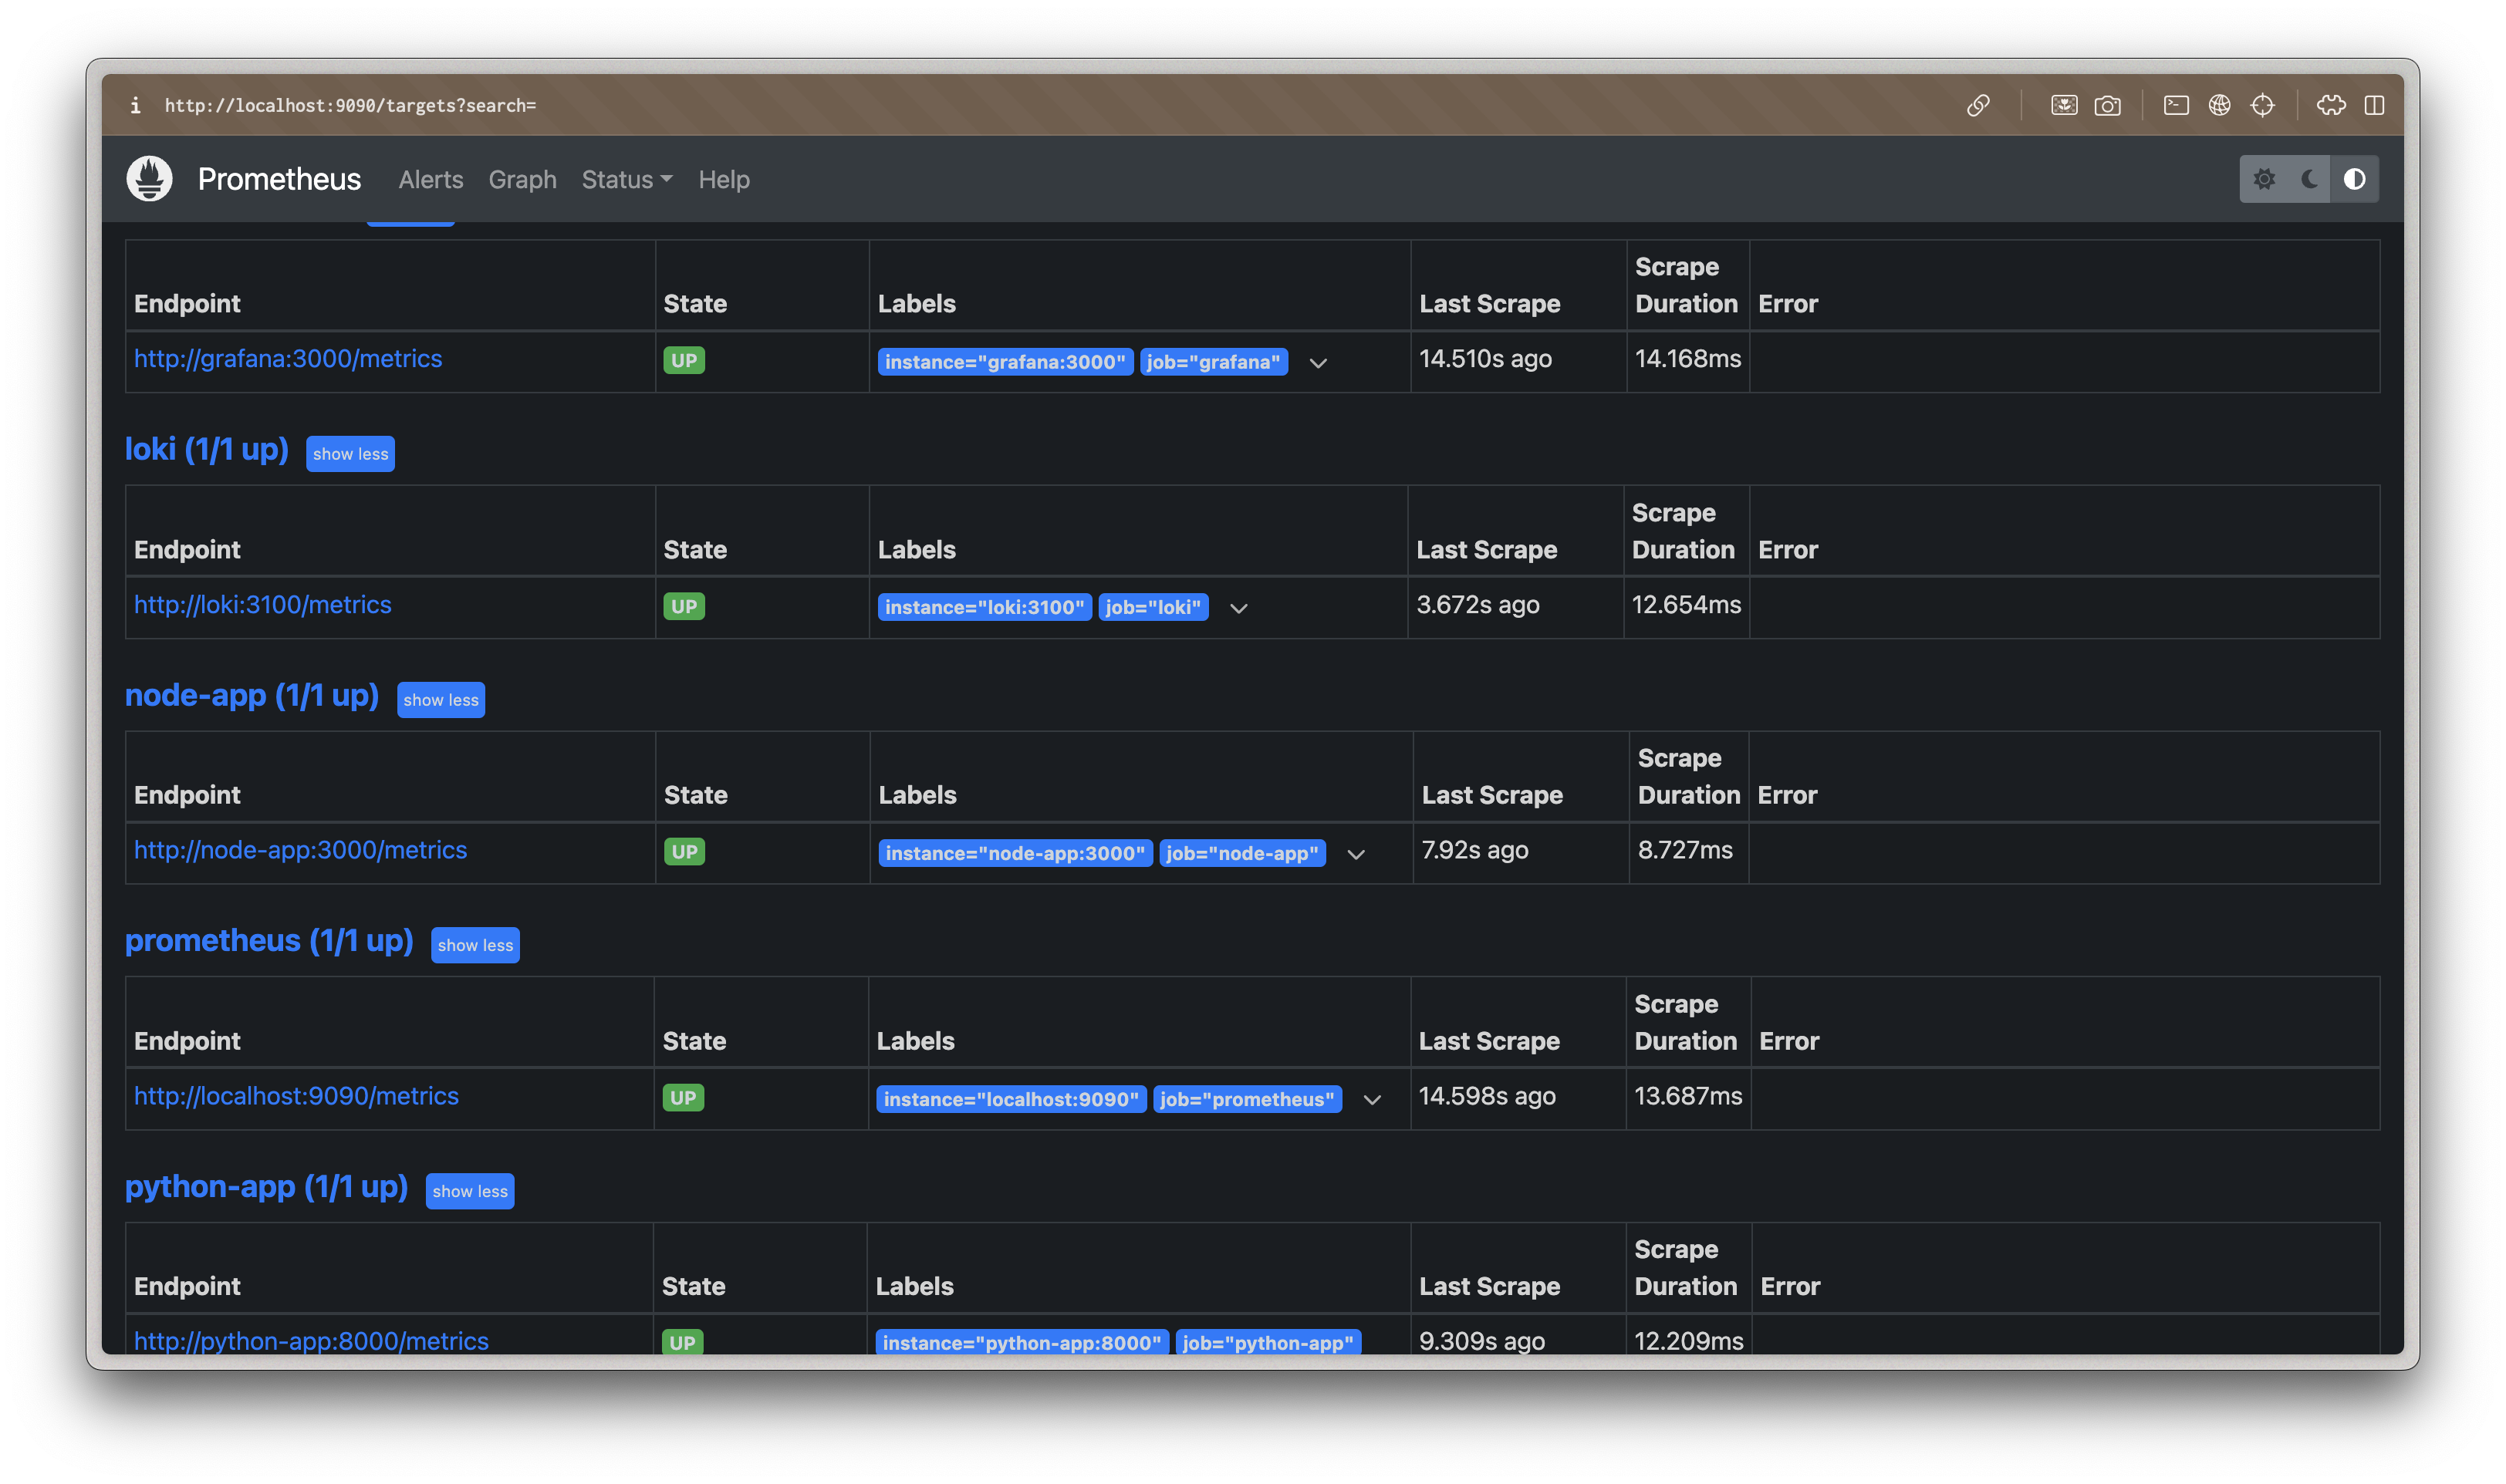 http://localhost:9090/targets?search=
Prometheus Alerts Graph Status Help
Endpoint State Labels Last Scrape Scrape Duration Error
http://grafana:3000/metrics UP instance="grafana:3000" job="grafana" 14.510s ago 14.168ms
loki (1/1 up) show less
Endpoint State Labels Last Scrape Scrape Duration Error
http://loki:3100/metrics UP instance="loki:3100" job="loki" 3.672s ago 12.654ms
node-app (1/1 up) show less
Endpoint State Labels Last Scrape Scrape Duration Error
http://node-app:3000/metrics UP instance="node-app:3000" job="node-app" 7.92s ago 8.727ms
prometheus (1/1 up) show less
Endpoint State Labels Last Scrape Scrape Duration Error
http://localhost:9090/metrics UP instance="localhost:9090" job="prometheus" 14.598s ago 13.687ms
python-app (1/1 up) show less
Endpoint State Labels Last Scrape Scrape Duration Error
http://python-app:8000/metrics UP instance="python-app:8000" job="python-app" 9.309s ago 12.209ms